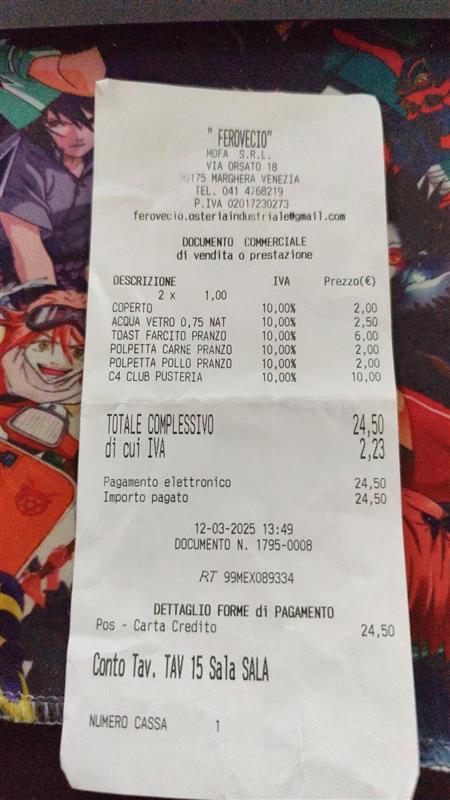 " FEROVECIO"
MOFA S.R.L.
VIA ORSATO 18
30175 MARGHERA VENEZIA
TEL. 041 4768219
P.IVA 02017230273
ferovecio.osteriaindustriale@gmail.com
DOCUMENTO COMMERCIALE
di vendita o prestazione
DESCRIZIONE IVA Prezzo(€)
2 x 1,00
COPERTO 10,00% 2,00
ACQUA VETRO 0,75 NAT 10,00% 2,50
TOAST FARCITO PRANZO 10,00% 6,00
POLPETTA CARNE PRANZO 10,00% 2,00
POLPETTA POLLO PRANZO 10,00% 2,00
C4 CLUB PUSTERIA 10,00% 10,00
TOTALE COMPLESSIVO 24,50
di cui IVA 2,23
Pagamento elettronico 24,50
Importo pagato 24,50
12-03-2025 13:49
DOCUMENTO N. 1795-0008
RT 99MEX089334
DETTAGLIO FORME di PAGAMENTO
Pos - Carta Credito 24,50
Conto Tav. TAV 15 Sala SALA
NUMERO CASSA 1